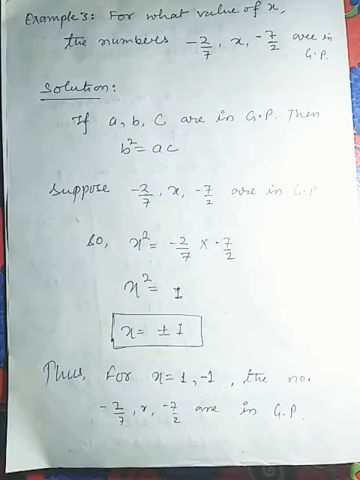 Example 3: For what value of x,
the numbers -2/7, x, -7/2 are in
G.P.
Solution:
If a, b, c are in G.P. Then
b² = ac
Suppose -2/7, x, -7/2 are in G.P
So, x² = -2/7 × -7/2
x² = 1
x = ± 1
Thus, For x = 1, -1, the no.
-2/7, x, -7/2 are in G.P.